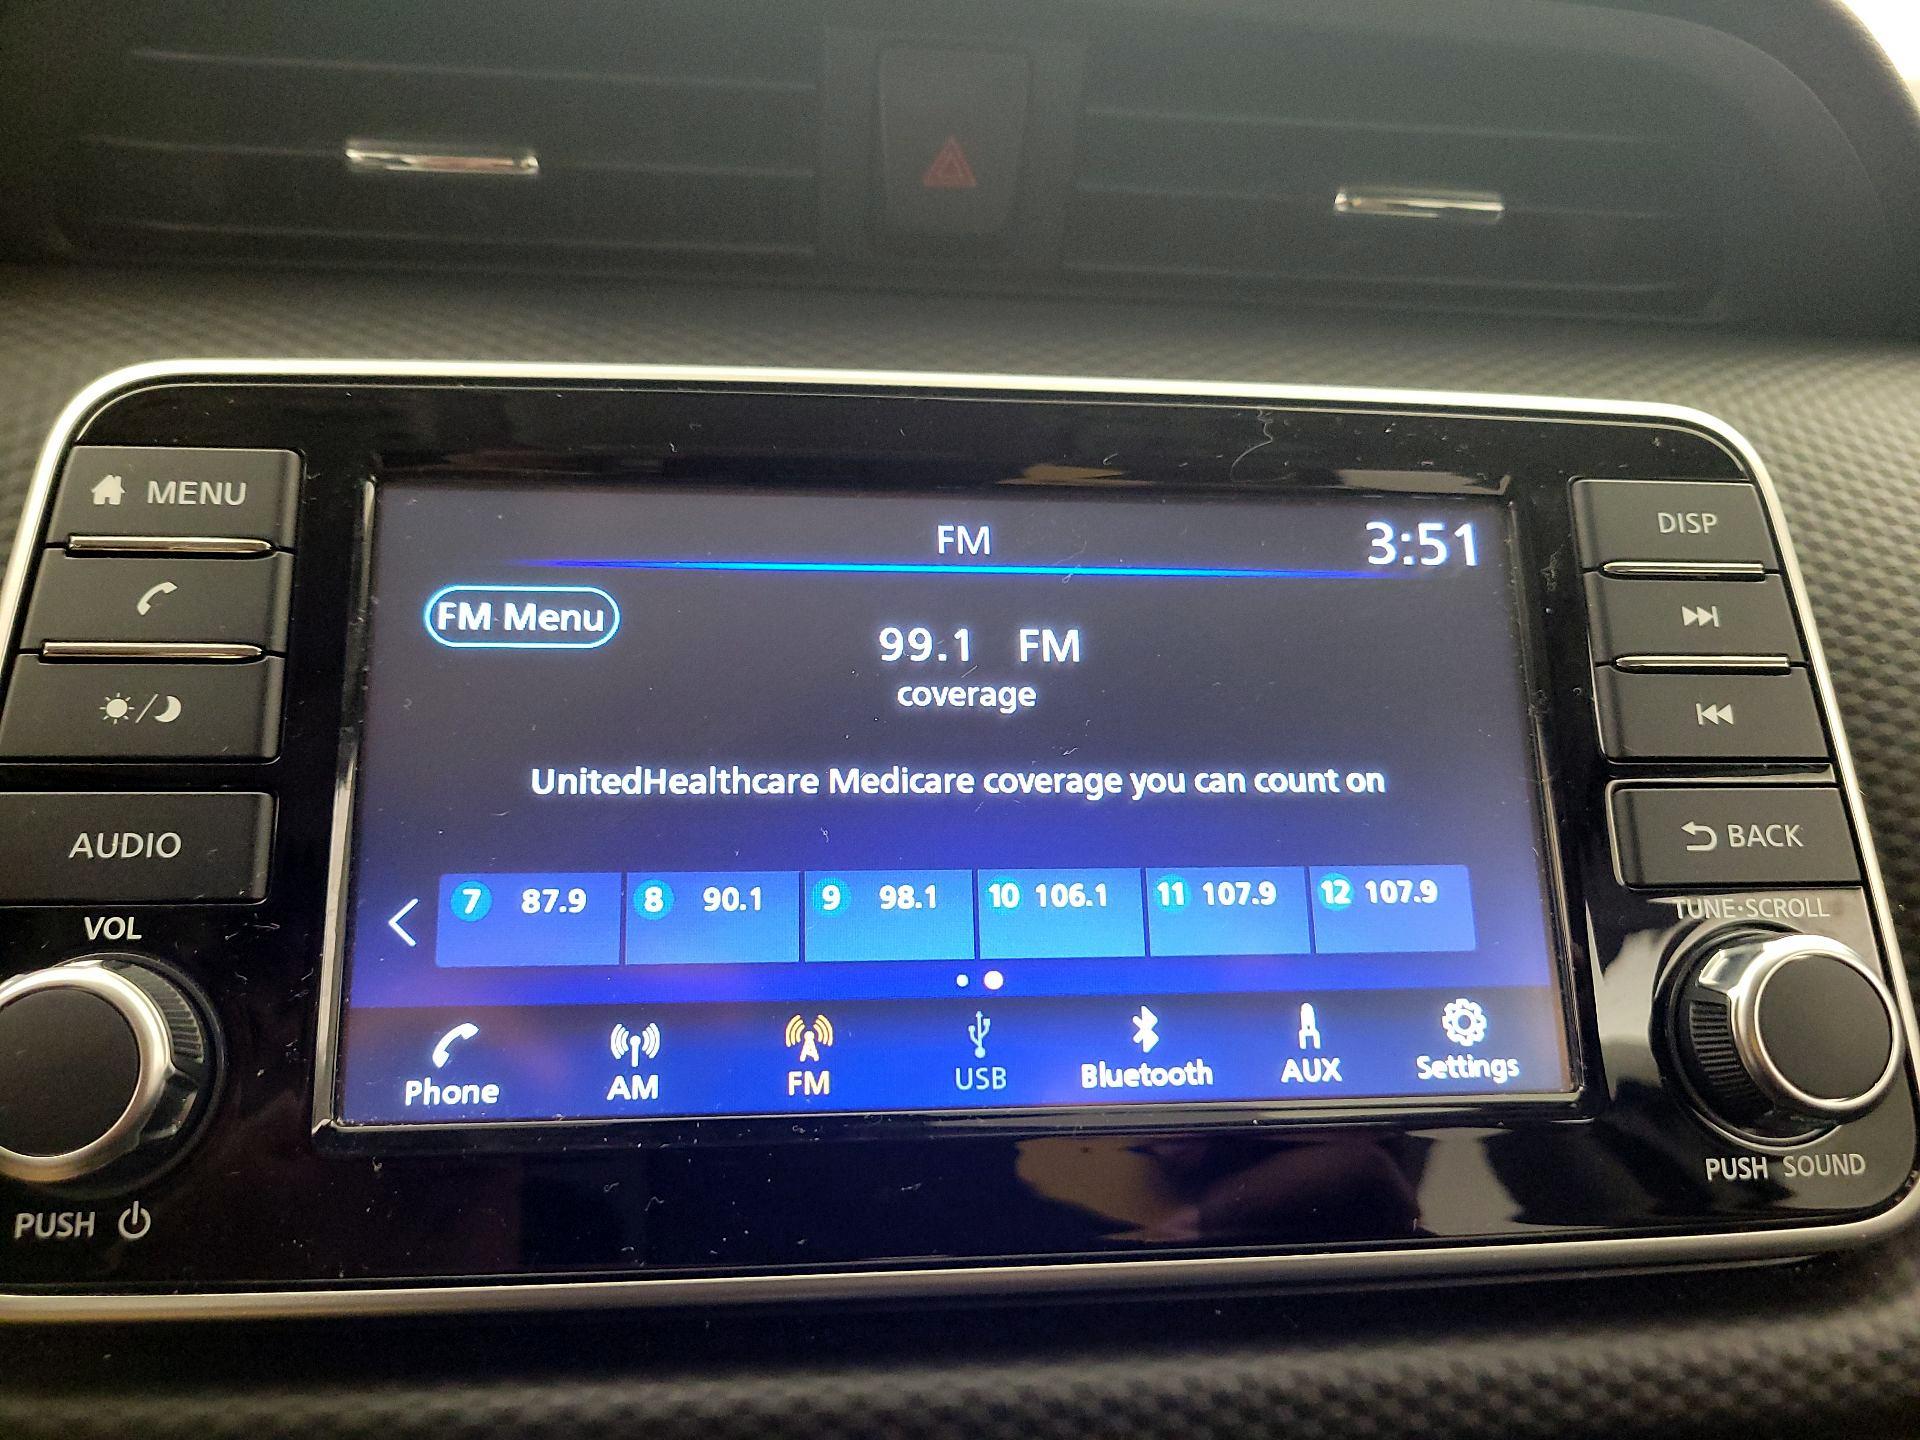 MENU
AUDIO
VOL
PUSH
FM
3:51
FM Menu
99.1 FM
coverage
UnitedHealthcare Medicare coverage you can count on
7 87.9
8 90.1
9 98.1
10 106.1
11 107.9
12 107.9
Phone
AM
FM
USB
Bluetooth
AUX
Settings
DISP
BACK
TUNE·SCROLL
PUSH SOUND